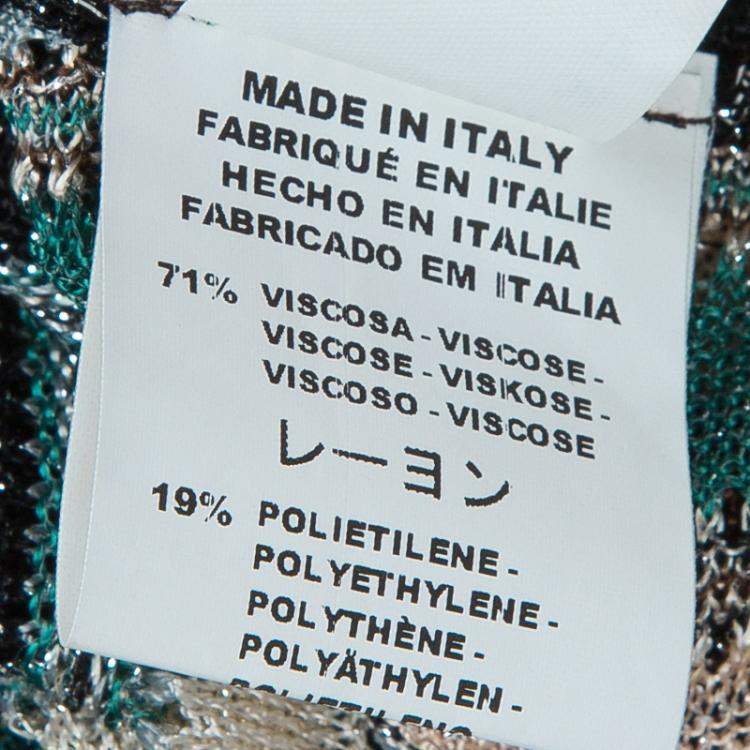 MADE IN ITALY
FABRIQUÉ EN ITALIE
HECHO EN ITALIA
FABRICADO EM ITALIA
71% VISCOSA - VISCOSE -
VISCOSE - VISKOSE -
VISCOSO - VISCOSE
レーヨン
19% POLIETILENE -
POLYETHYLENE -
POLYTHÈNE -
POLYÄTHYLEN -